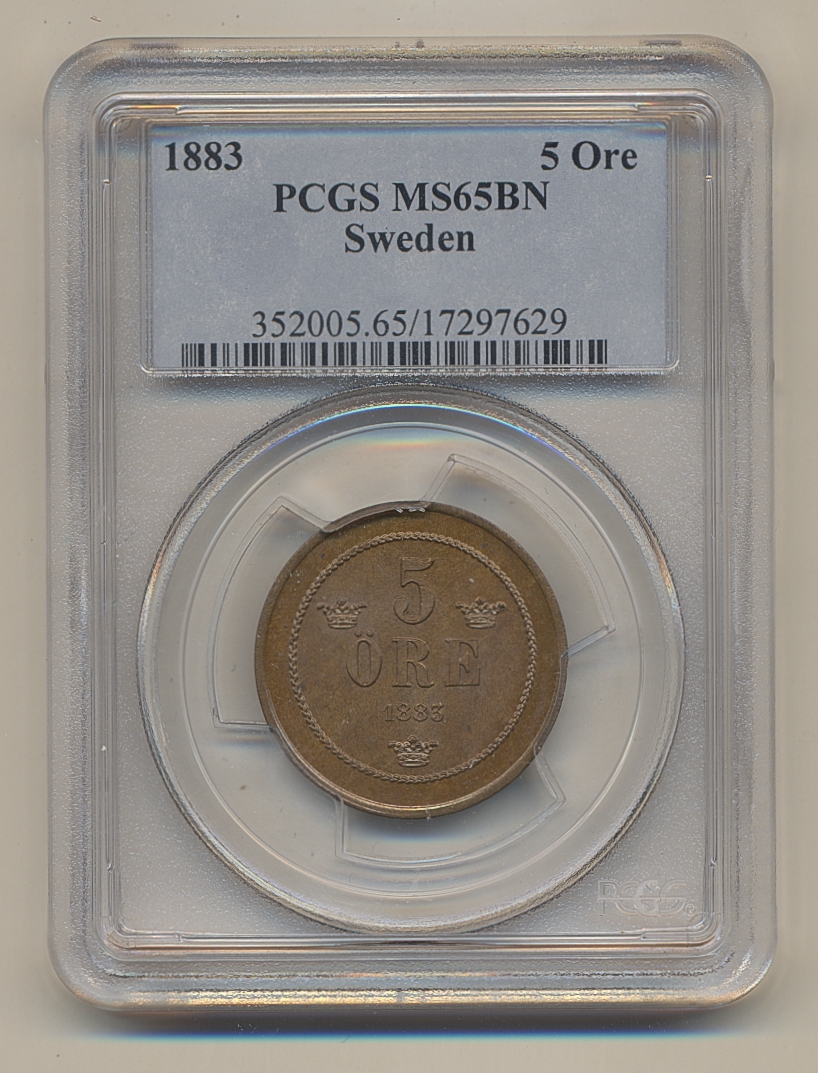 1883 5 Ore
PCGS MS65BN
Sweden
352005.65/17297629
5
ÖRE
1883
PCGS